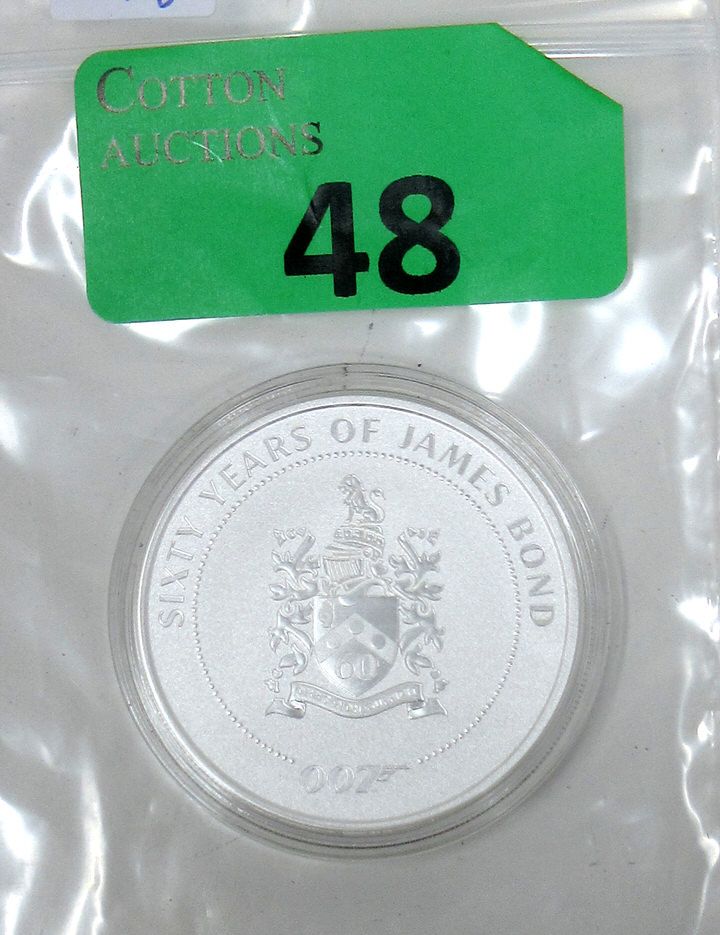 COTTON
AUCTIONS
48
SIXTY YEARS OF JAMES BOND
60
007